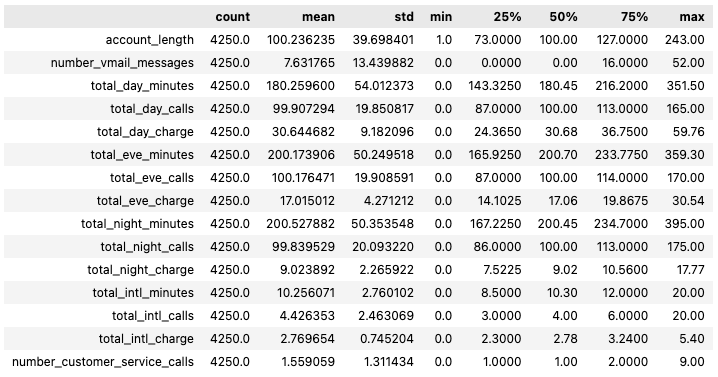 count mean std min 25% 50% 75% max
account_length 4250.0 100.236235 39.698401 1.0 73.0000 100.00 127.0000 243.00
number_vmail_messages 4250.0 7.631765 13.439882 0.0 0.0000 0.00 16.0000 52.00
total_day_minutes 4250.0 180.259600 54.012373 0.0 143.3250 180.45 216.2000 351.50
total_day_calls 4250.0 99.907294 19.850817 0.0 87.0000 100.00 113.0000 165.00
total_day_charge 4250.0 30.644682 9.182096 0.0 24.3650 30.68 36.7500 59.76
total_eve_minutes 4250.0 200.173906 50.249518 0.0 165.9250 200.70 233.7750 359.30
total_eve_calls 4250.0 100.176471 19.908591 0.0 87.0000 100.00 114.0000 170.00
total_eve_charge 4250.0 17.015012 4.271212 0.0 14.1025 17.06 19.8675 30.54
total_night_minutes 4250.0 200.527882 50.353548 0.0 167.2250 200.45 234.7000 395.00
total_night_calls 4250.0 99.839529 20.093220 0.0 86.0000 100.00 113.0000 175.00
total_night_charge 4250.0 9.023892 2.265922 0.0 7.5225 9.02 10.5600 17.77
total_intl_minutes 4250.0 10.256071 2.760102 0.0 8.5000 10.30 12.0000 20.00
total_intl_calls 4250.0 4.426353 2.463069 0.0 3.0000 4.00 6.0000 20.00
total_intl_charge 4250.0 2.769654 0.745204 0.0 2.3000 2.78 3.2400 5.40
number_customer_service_calls 4250.0 1.559059 1.311434 0.0 1.0000 1.00 2.0000 9.00